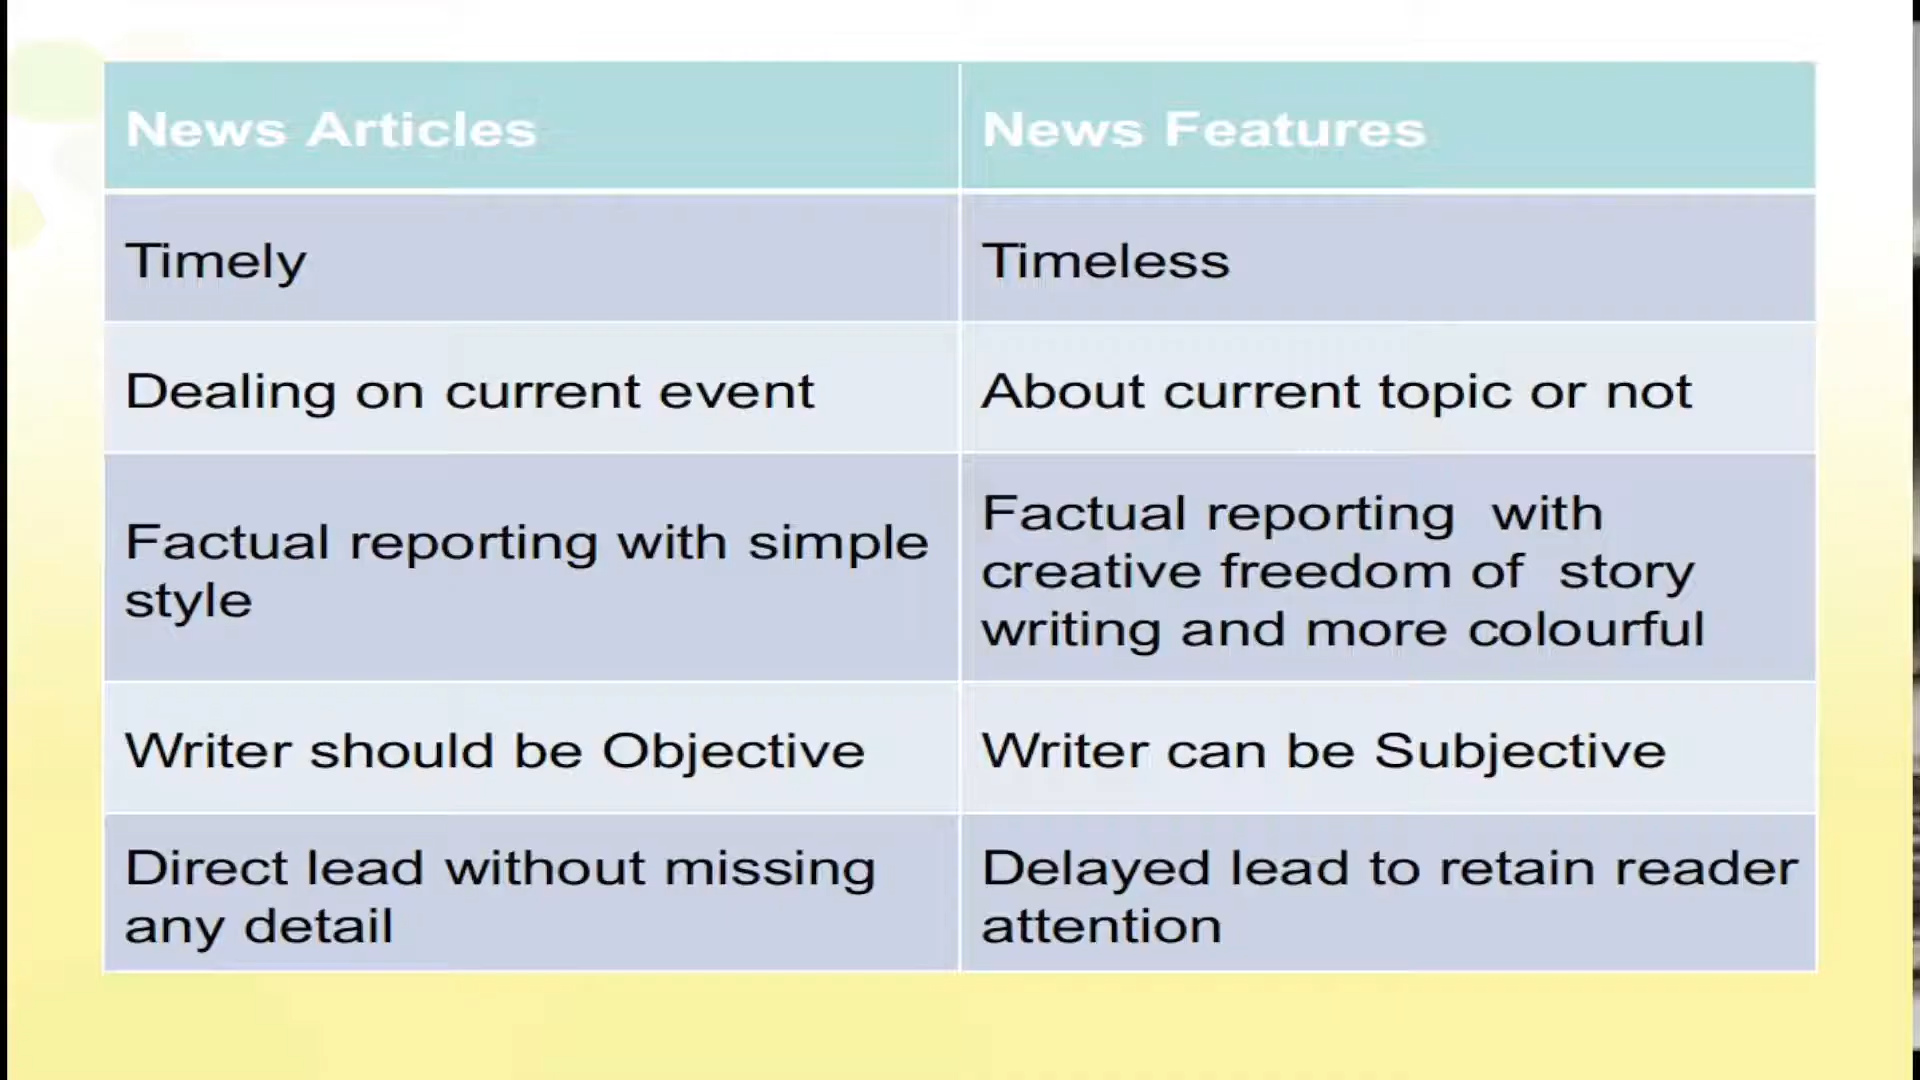 News Articles
News Features
Timely
Timeless
Dealing on current event
About current topic or not
Factual reporting with simple
style
Factual reporting with
creative freedom of story
writing and more colourful
Writer should be Objective
Writer can be Subjective
Direct lead without missing
any detail
Delayed lead to retain reader
attention